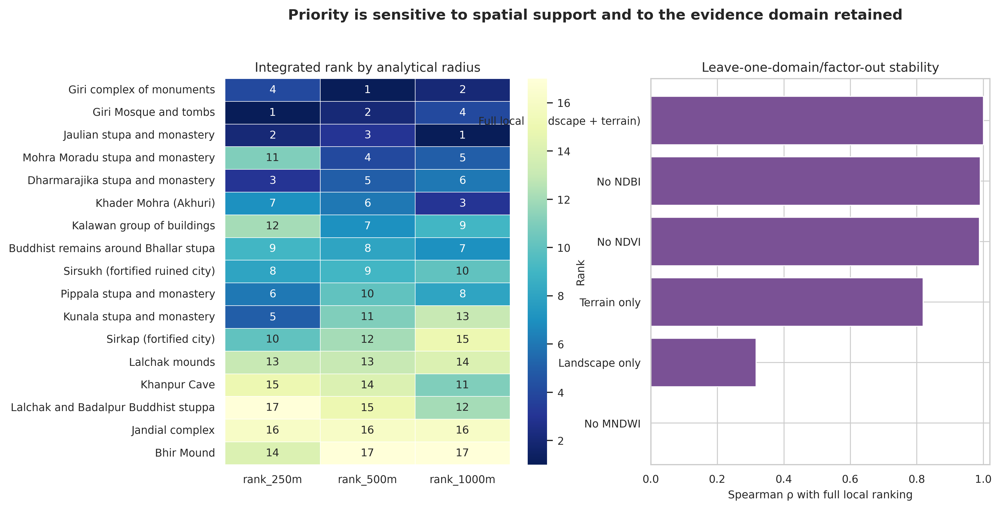 Priority is sensitive to spatial support and to the evidence domain retained
Integrated rank by analytical radius
Giri complex of monuments 4 1 2
Giri Mosque and tombs 1 2 4
Jaulian stupa and monastery 2 3 1
Mohra Moradu stupa and monastery 11 4 5
Dharmarajika stupa and monastery 3 5 6
Khader Mohra (Akhuri) 7 6 3
Kalawan group of buildings 12 7 9
Buddhist remains around Bhallar stupa 9 8 7
Sirsukh (fortified ruined city) 8 9 10
Pippala stupa and monastery 6 10 8
Kunala stupa and monastery 5 11 13
Sirkap (fortified city) 10 12 15
Lalchak mounds 13 13 14
Khanpur Cave 15 14 11
Lalchak and Badalpur Buddhist stuppa 17 15 12
Jandial complex 16 16 16
Bhir Mound 14 17 17
rank_250m rank_500m rank_1000m
16
14
12
10
8
6
4
2
Rank
Leave-one-domain/factor-out stability
Full local dscape + terrain)
No NDBI
No NDVI
Terrain only
Landscape only
No MNDWI
0.0 0.2 0.4 0.6 0.8 1.0
Spearman ρ with full local ranking